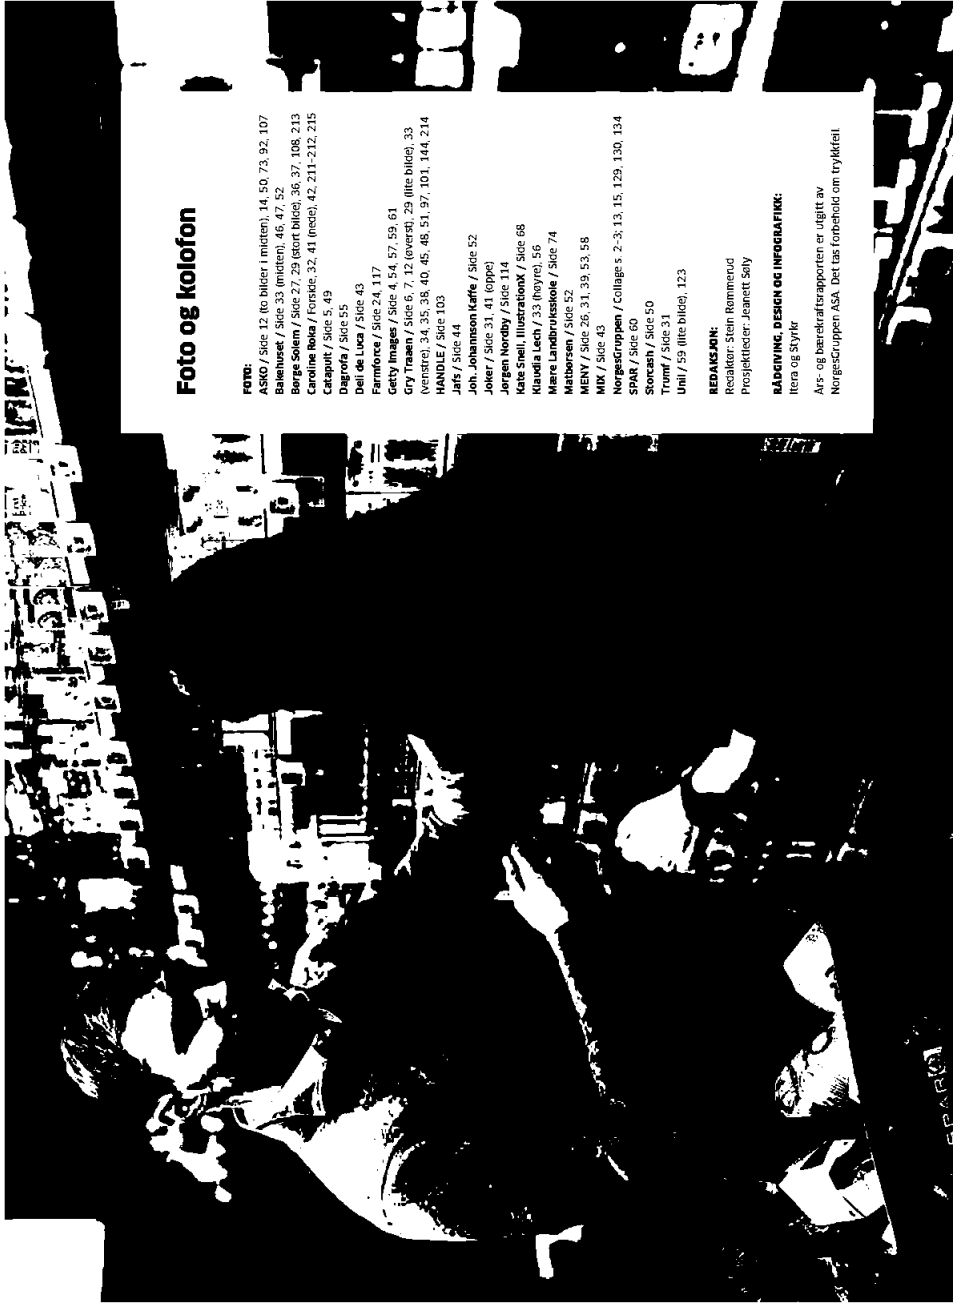 Foto og kolofon
FOTO:
ASKO / Side 12 (to bilder i midten), 14, 50, 73, 92, 107
Bakehuset / Side 33 (midten), 46, 47, 52
Børge Solem / Side 27, 29 (stort bilde), 36, 37, 108, 213
Caroline Roka / Forside, 32, 41 (nede), 42, 211–212, 215
Catapult / Side 5, 49
Dagrofa / Side 55
Deli de Luca / Side 43
Farmforce / Side 24, 117
Getty Images / Side 4, 54, 57, 59, 61
Gry Traaen / Side 6, 7, 12 (øverst), 29 (lite bilde), 33
(venstre), 34, 35, 38, 40, 45, 48, 51, 97, 101, 144, 214
HANDLE / Side 103
Jafs / Side 44
Joh. Johannson Kaffe / Side 52
Joker / Side 31, 41 (oppe)
Jørgen Nordby / Side 114
Kate Snell, IllustrationX / Side 68
Klaudia Lech / 33 (høyre), 56
Mære Landbruksskole / Side 74
Matbørsen / Side 52
MENY / Side 26, 31, 39, 53, 58
MIX / Side 43
NorgesGruppen / Collage s. 2-3; 13, 15, 129, 130, 134
SPAR / Side 60
Storcash / Side 50
Trumf / Side 31
Unil / 59 (lite bilde), 123
REDAKSJON:
Redaktør: Stein Rømmerud
Prosjektleder: Jeanett Søly
RÅDGIVING, DESIGN OG INFOGRAFIKK:
Itera og Styrkr
Års- og bærekraftsrapporten er utgitt av
NorgesGruppen ASA. Det tas forbehold om trykkfeil.
SPAR